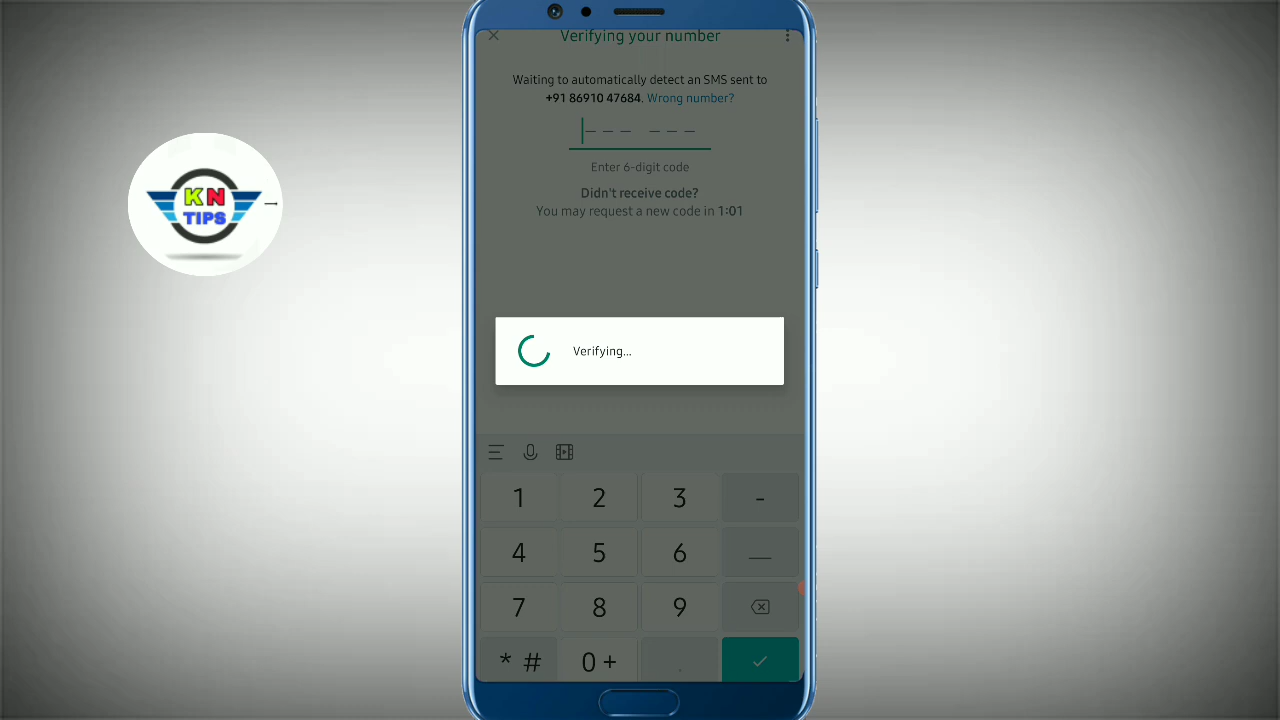 Verifying your number
Waiting to automatically detect an SMS sent to
+91 86910 47684. Wrong number?
Enter 6-digit code
Didn't receive code?
You may request a new code in 1:01
KN
TIPS
Verifying...
1 2 3 -
4 5 6
7 8 9
* # 0 + .